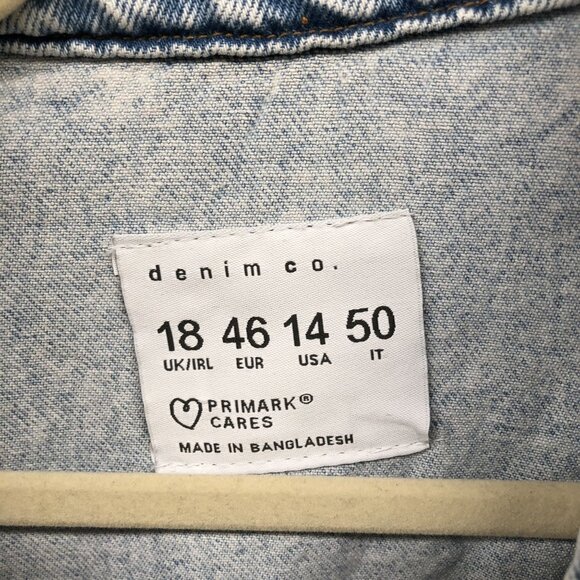 denim co.
18 46 14 50
UK/IRL EUR USA IT
PRIMARK®
CARES
MADE IN BANGLADESH